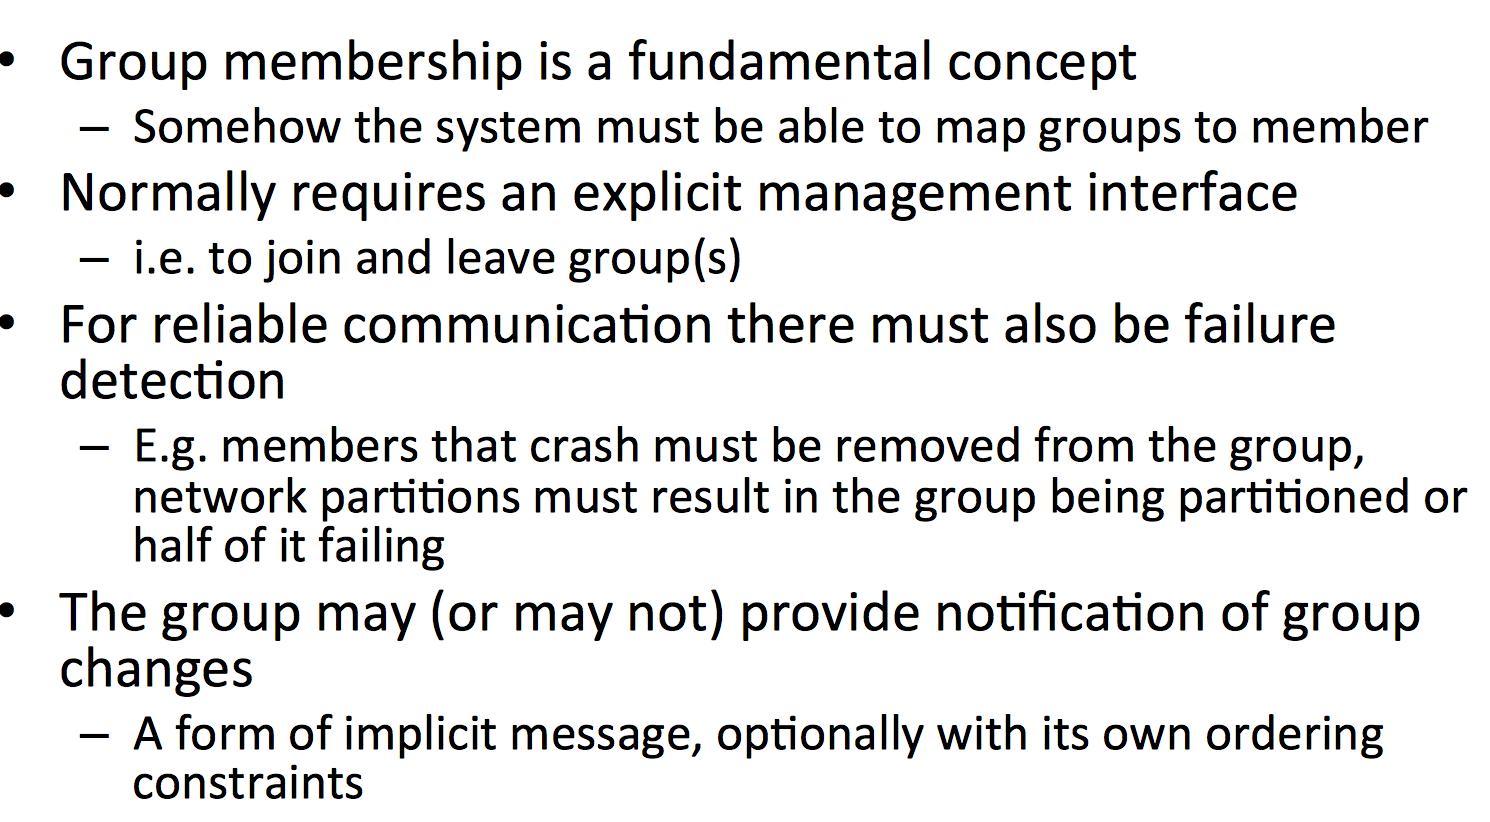 • Group membership is a fundamental concept
– Somehow the system must be able to map groups to member
• Normally requires an explicit management interface
– i.e. to join and leave group(s)
• For reliable communication there must also be failure
detection
– E.g. members that crash must be removed from the group,
network partitions must result in the group being partitioned or
half of it failing
• The group may (or may not) provide notification of group
changes
– A form of implicit message, optionally with its own ordering
constraints